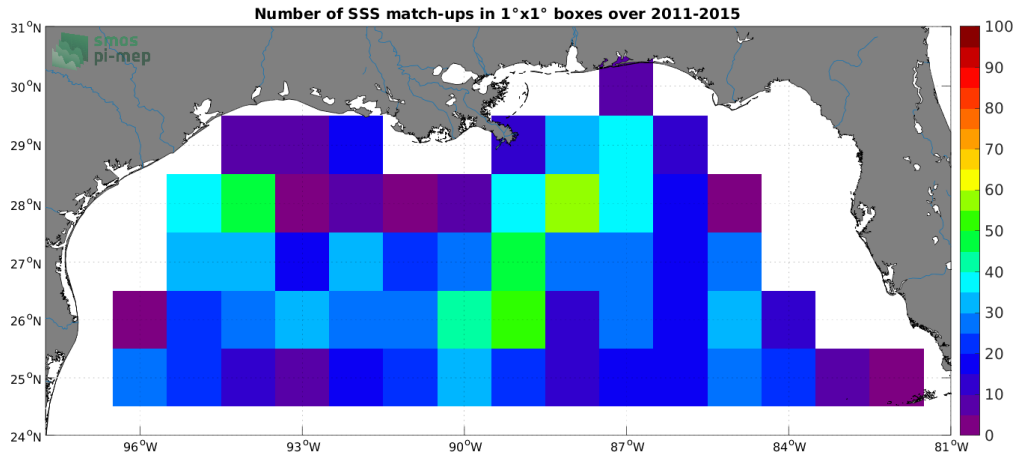 Number of SSS match-ups in 1°x1° boxes over 2011-2015
smos
pi-mep
31°N
30°N
29°N
28°N
27°N
26°N
25°N
24°N
96°W
93°W
90°W
87°W
84°W
81°W
100
90
80
70
60
50
40
30
20
10
0